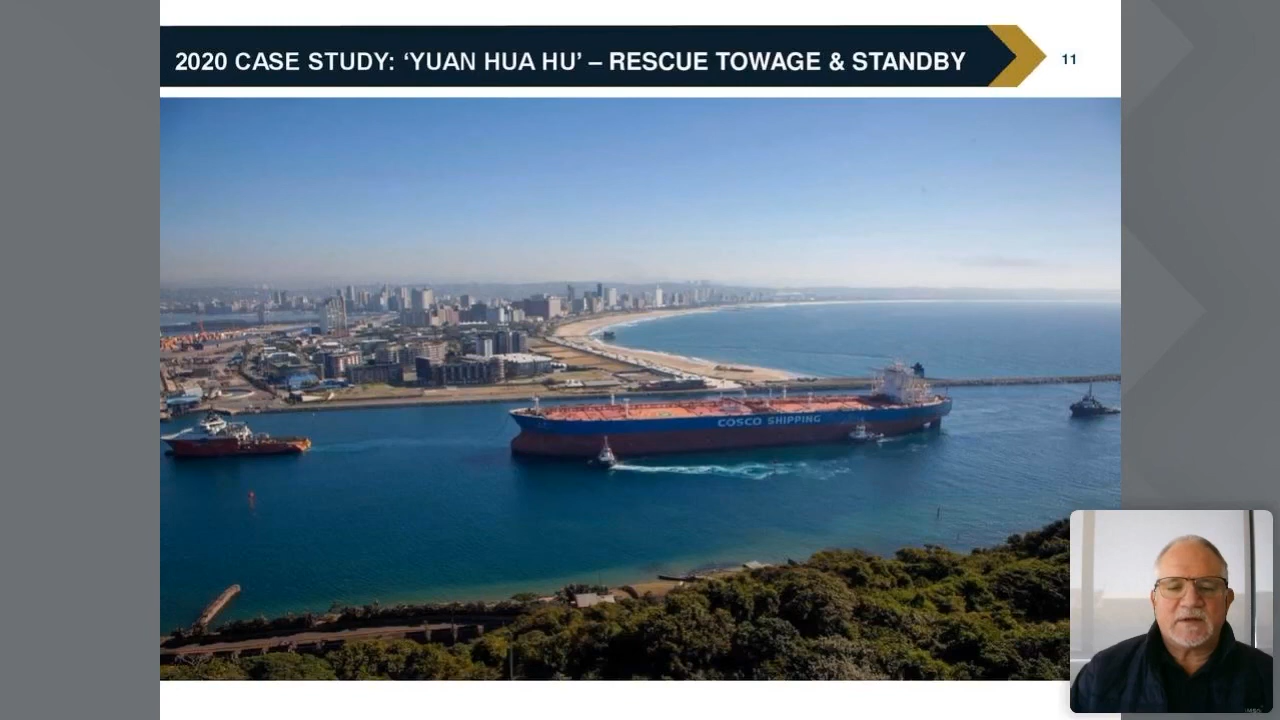 2020 CASE STUDY: ‘YUAN HUA HU’ – RESCUE TOWAGE & STANDBY
11
COSCO SHIPPING